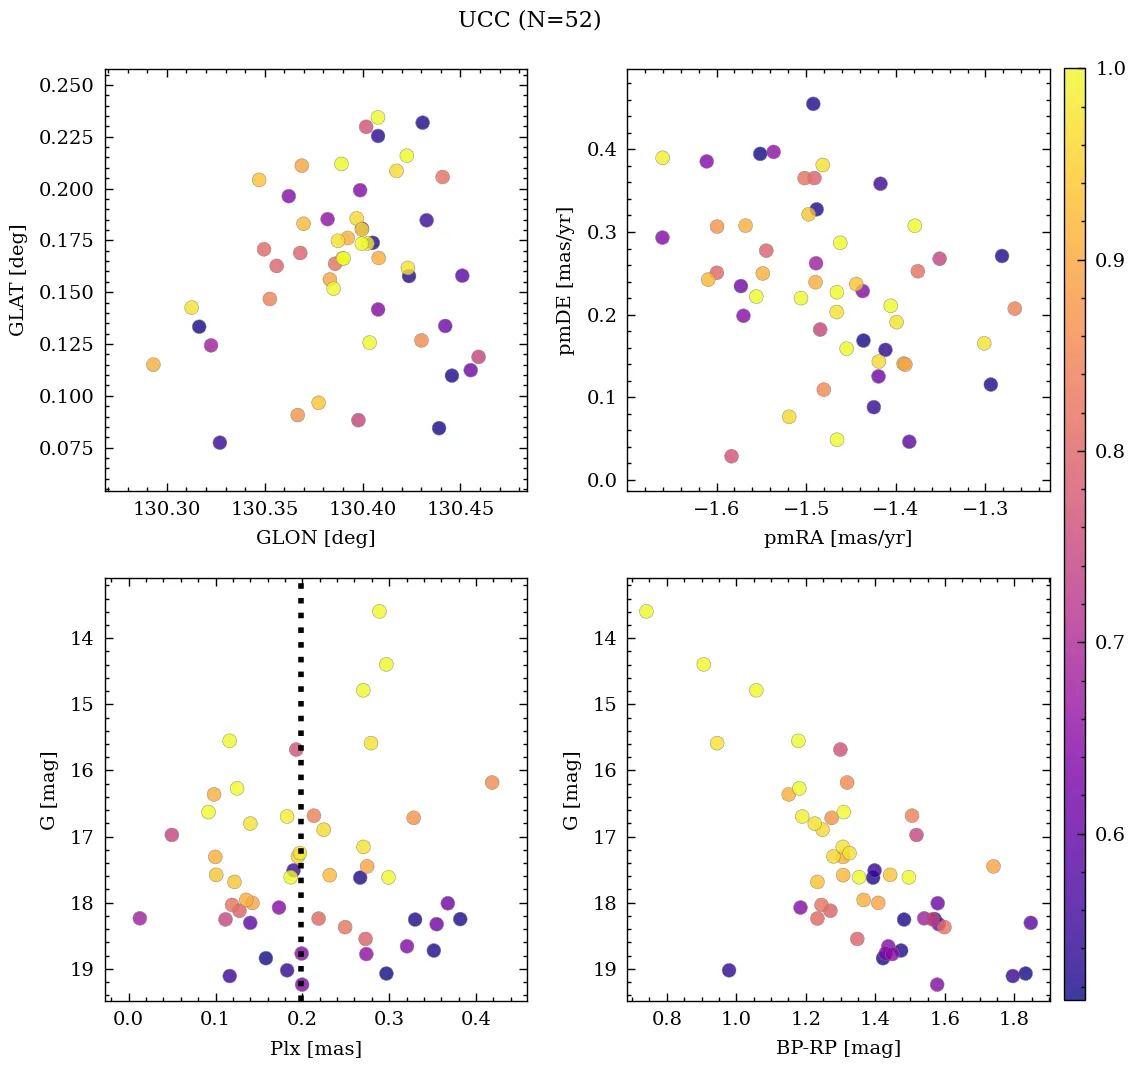 UCC (N=52)
0.250
0.225
0.200
0.175
0.150
0.125
0.100
0.075
GLAT [deg]
130.30 130.35 130.40 130.45
GLON [deg]
0.4
0.3
0.2
0.1
0.0
pmDE [mas/yr]
−1.6 −1.5 −1.4 −1.3
pmRA [mas/yr]
14
15
16
17
18
19
G [mag]
0.0 0.1 0.2 0.3 0.4
Plx [mas]
14
15
16
17
18
19
G [mag]
0.8 1.0 1.2 1.4 1.6 1.8
BP-RP [mag]
1.0
0.9
0.8
0.7
0.6